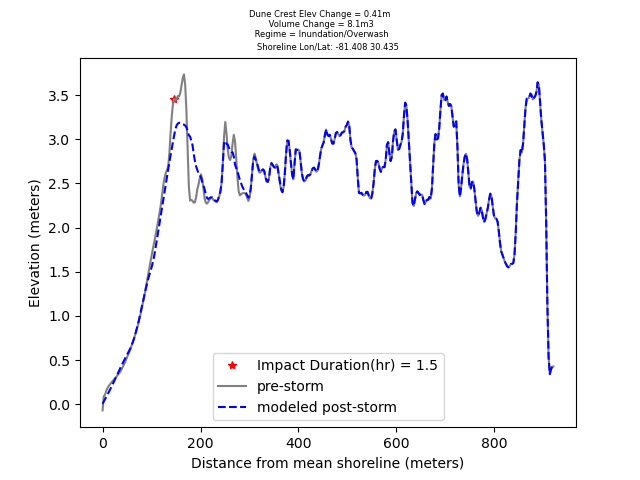 Dune Crest Elev Change = 0.41m
Volume Change = 8.1m3
Regime = Inundation/Overwash
Shoreline Lon/Lat: -81.408 30.435
Elevation (meters)
3.5
3.0
2.5
2.0
1.5
1.0
0.5
0.0
Impact Duration(hr) = 1.5
pre-storm
modeled post-storm
0 200 400 600 800
Distance from mean shoreline (meters)